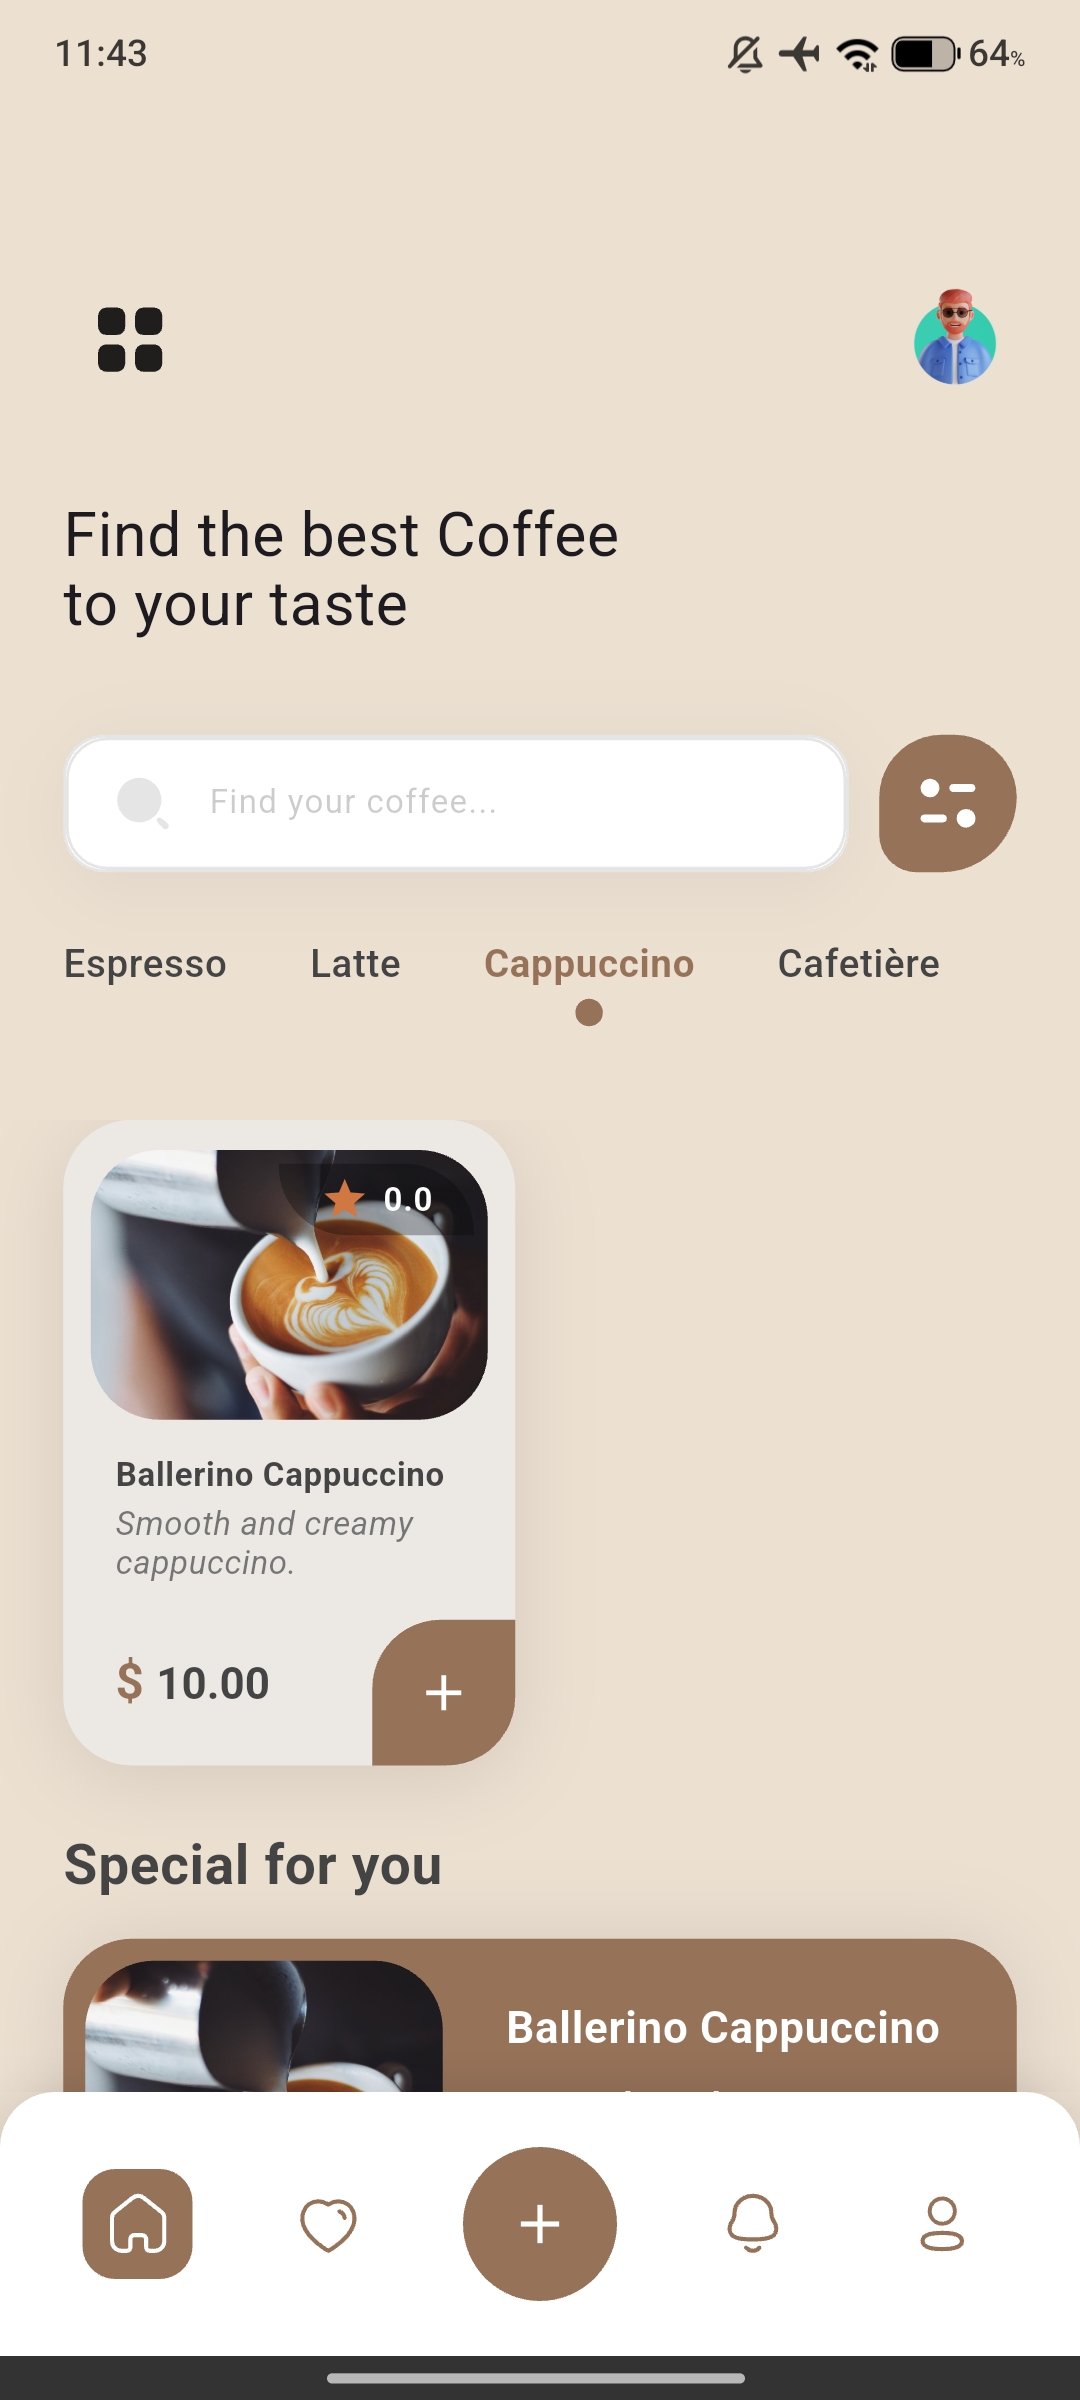 11:43
64%
Find the best Coffee
to your taste
Find your coffee...
Espresso Latte Cappuccino Cafetière
0.0
Ballerino Cappuccino
Smooth and creamy
cappuccino.
$ 10.00
Special for you
Ballerino Cappuccino